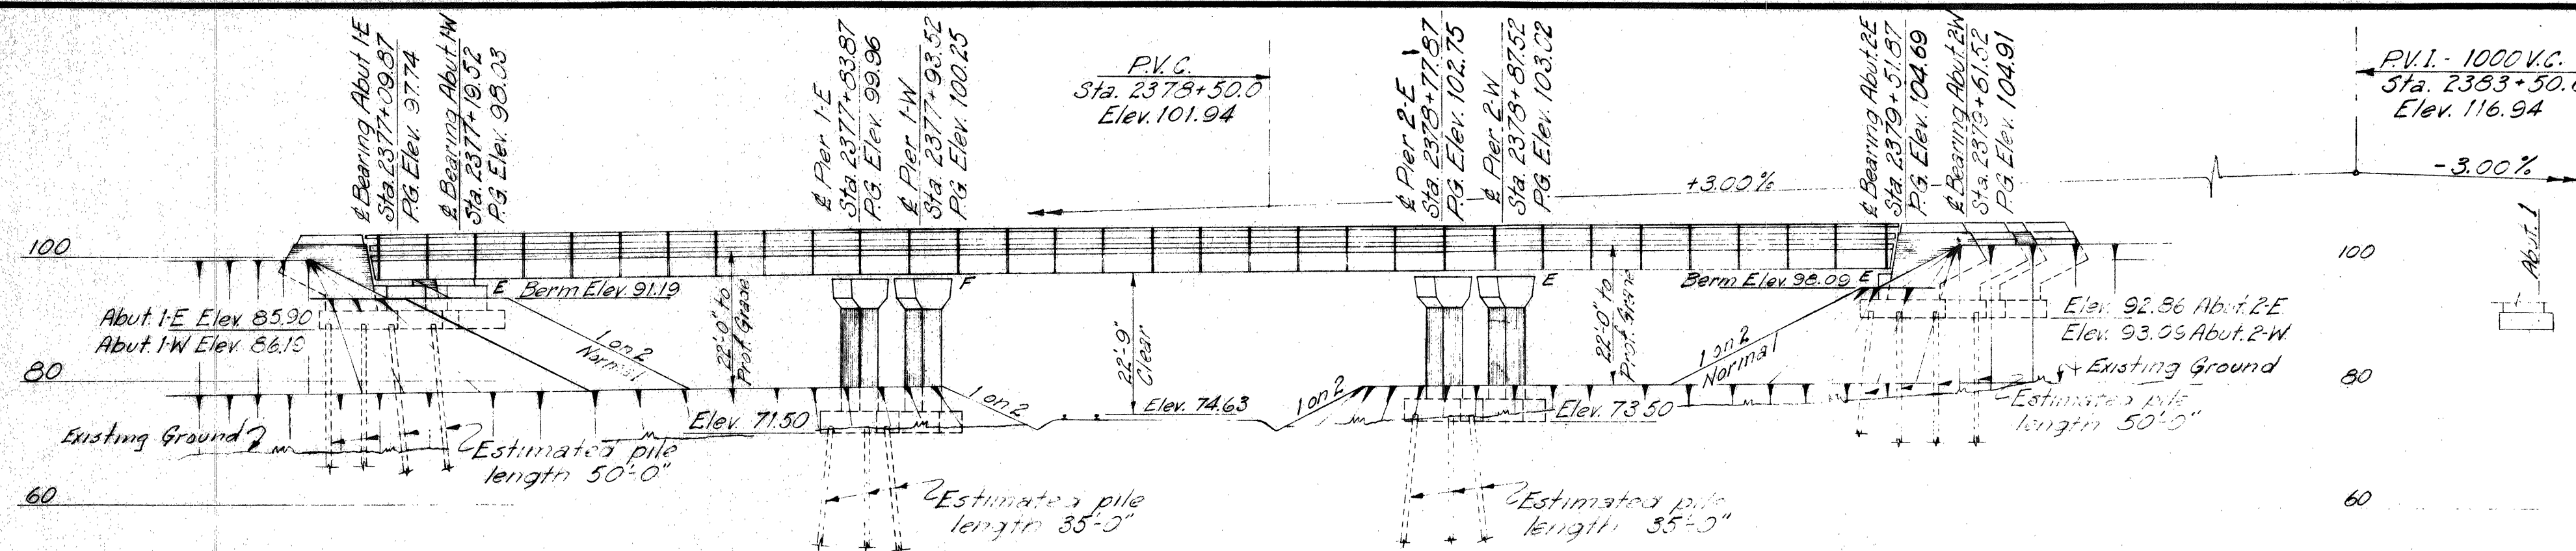 ℄ Bearing Abut 1-E
Sta. 2377+09.87
P.G. Elev. 97.74
℄ Bearing Abut. 1-W
Sta. 2377+19.52
P.G. Elev. 98.03
℄ Pier 1-E
Sta. 2377+83.87
P.G. Elev. 99.96
℄ Pier 1-W
Sta. 2377+93.52
P.G. Elev. 100.25
P.V.C.
Sta. 2378+50.0
Elev. 101.94
℄ Pier 2-E
Sta. 2378+77.87
P.G. Elev. 102.75
℄ Pier 2-W
Sta. 2378+87.52
P.G. Elev. 103.02
℄ Bearing Abut. 2-E
Sta. 2379+51.87
P.G. Elev. 104.69
℄ Bearing Abut. 2-W
Sta. 2379+61.52
P.G. Elev. 104.91
P.V.I. - 1000 V.C.
Sta. 2383+50.0
Elev. 116.94
+3.00%
-3.00%
100
100
Abut. 1
E
Berm Elev. 91.19
F
E
Berm Elev. 98.09
E
Abut. 1-E Elev. 85.90
Abut. 1-W Elev. 86.19
1 on 2
Normal
22'-0" to
Prof. Grade
22'-9"
Clear
22'-0" to
Prof. Grade
1 on 2
Normal
Elev. 92.86 Abut. 2-E
Elev. 93.09 Abut. 2-W
80
80
Existing Ground
Elev. 71.50
1 on 2
Elev. 74.63
1 on 2
Elev. 73.50
Estimated pile
length 50'-0"
Existing Ground
Estimated pile
length 50'-0"
60
60
Estimated pile
length 35'-0"
Estimated pile
length 35'-0"